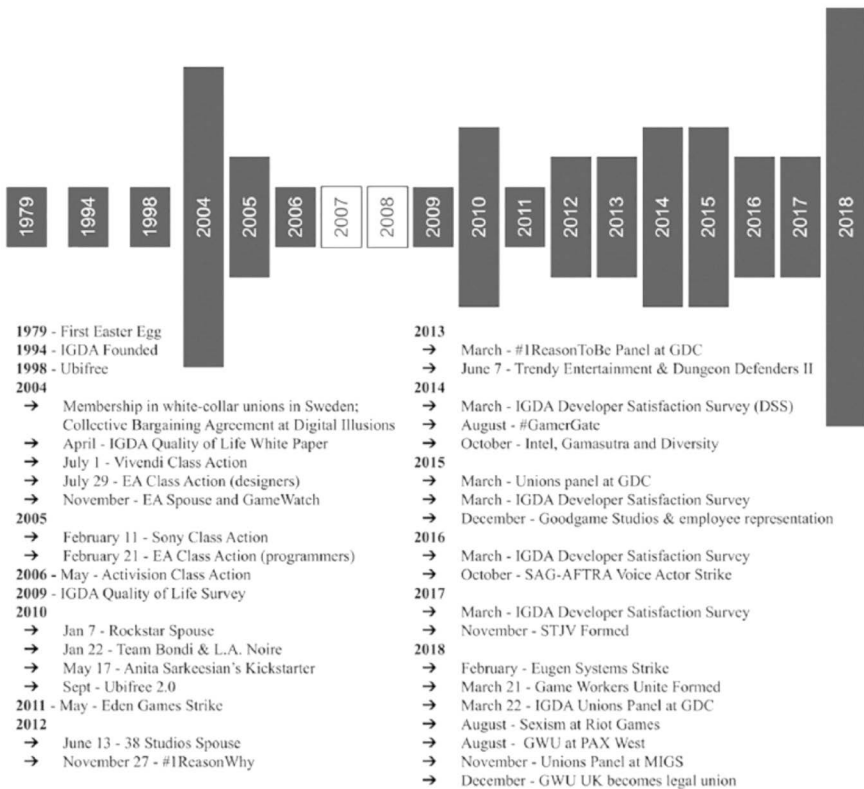 1979
1994
1998
2004
2005
2006
2007
2008
2009
2010
2011
2012
2013
2014
2015
2016
2017
2018
1979 - First Easter Egg
1994 - IGDA Founded
1998 - Ubifree
2004
→ Membership in white-collar unions in Sweden;
Collective Bargaining Agreement at Digital Illusions
→ April - IGDA Quality of Life White Paper
→ July 1 - Vivendi Class Action
→ July 29 - EA Class Action (designers)
→ November - EA Spouse and GameWatch
2005
→ February 11 - Sony Class Action
→ February 21 - EA Class Action (programmers)
2006 - May - Activision Class Action
2009 - IGDA Quality of Life Survey
2010
→ Jan 7 - Rockstar Spouse
→ Jan 22 - Team Bondi & L.A. Noire
→ May 17 - Anita Sarkeesian's Kickstarter
→ Sept - Ubifree 2.0
2011 - May - Eden Games Strike
2012
→ June 13 - 38 Studios Spouse
→ November 27 - #1ReasonWhy
2013
→ March - #1ReasonToBe Panel at GDC
→ June 7 - Trendy Entertainment & Dungeon Defenders II
2014
→ March - IGDA Developer Satisfaction Survey (DSS)
→ August - #GamerGate
→ October - Intel, Gamasutra and Diversity
2015
→ March - Unions panel at GDC
→ March - IGDA Developer Satisfaction Survey
→ December - Goodgame Studios & employee representation
2016
→ March - IGDA Developer Satisfaction Survey
→ October - SAG-AFTRA Voice Actor Strike
2017
→ March - IGDA Developer Satisfaction Survey
→ November - STJV Formed
2018
→ February - Eugen Systems Strike
→ March 21 - Game Workers Unite Formed
→ March 22 - IGDA Unions Panel at GDC
→ August - Sexism at Riot Games
→ August - GWU at PAX West
→ November - Unions Panel at MIGS
→ December - GWU UK becomes legal union